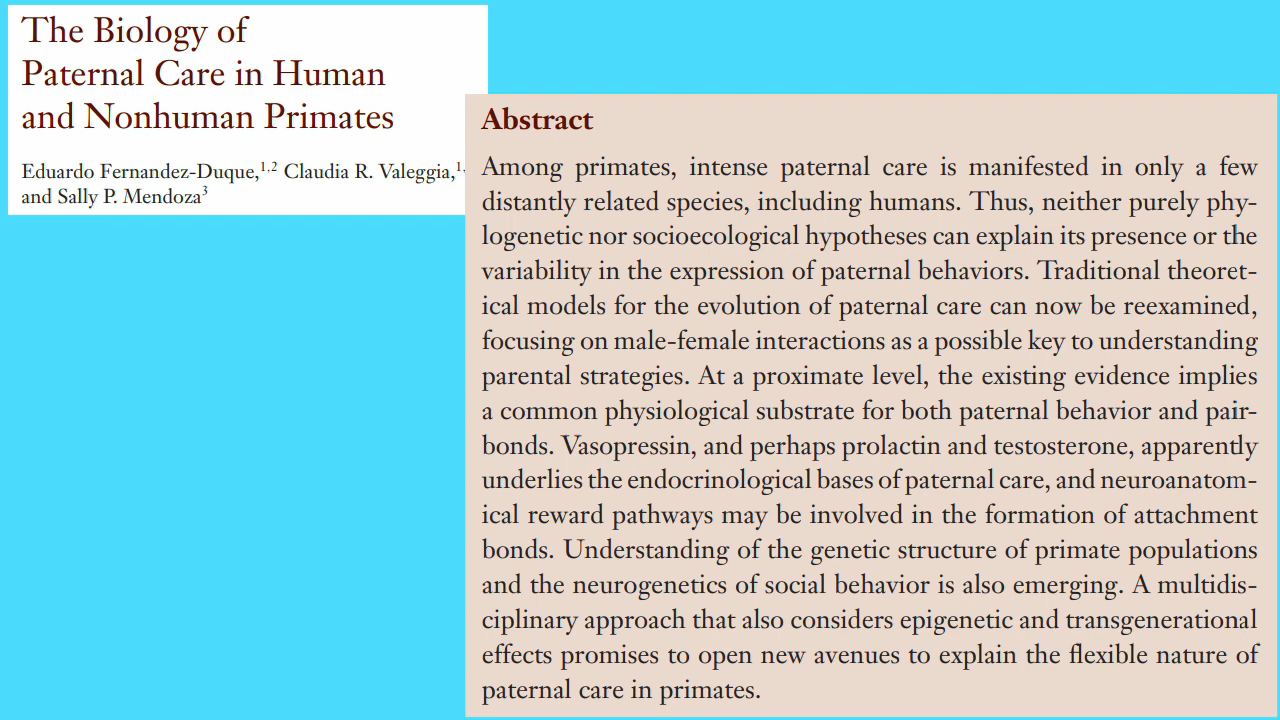 The Biology of
Paternal Care in Human
and Nonhuman Primates
Eduardo Fernandez-Duque,1,2 Claudia R. Valeggia,1,
and Sally P. Mendoza3
Abstract
Among primates, intense paternal care is manifested in only a few
distantly related species, including humans. Thus, neither purely phy-
logenetic nor socioecological hypotheses can explain its presence or the
variability in the expression of paternal behaviors. Traditional theoret-
ical models for the evolution of paternal care can now be reexamined,
focusing on male-female interactions as a possible key to understanding
parental strategies. At a proximate level, the existing evidence implies
a common physiological substrate for both paternal behavior and pair-
bonds. Vasopressin, and perhaps prolactin and testosterone, apparently
underlies the endocrinological bases of paternal care, and neuroanatom-
ical reward pathways may be involved in the formation of attachment
bonds. Understanding of the genetic structure of primate populations
and the neurogenetics of social behavior is also emerging. A multidis-
ciplinary approach that also considers epigenetic and transgenerational
effects promises to open new avenues to explain the flexible nature of
paternal care in primates.